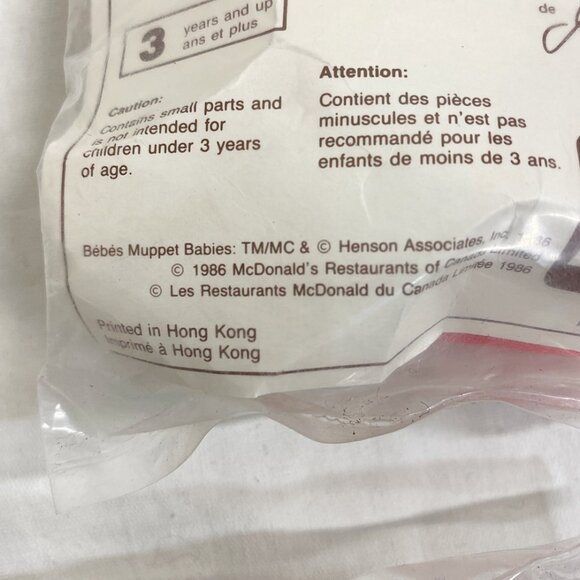 3
years and up
ans et plus
de
Caution:
Contains small parts and
is not intended for
children under 3 years
of age.
Attention:
Contient des pièces
minuscules et n'est pas
recommandé pour les
enfants de moins de 3 ans.
Bébés Muppet Babies: TM/MC & © Henson Associates, Inc. 1986
© 1986 McDonald's Restaurants of Canada Limited
© Les Restaurants McDonald du Canada Limitée 1986
Printed in Hong Kong
Imprimé à Hong Kong